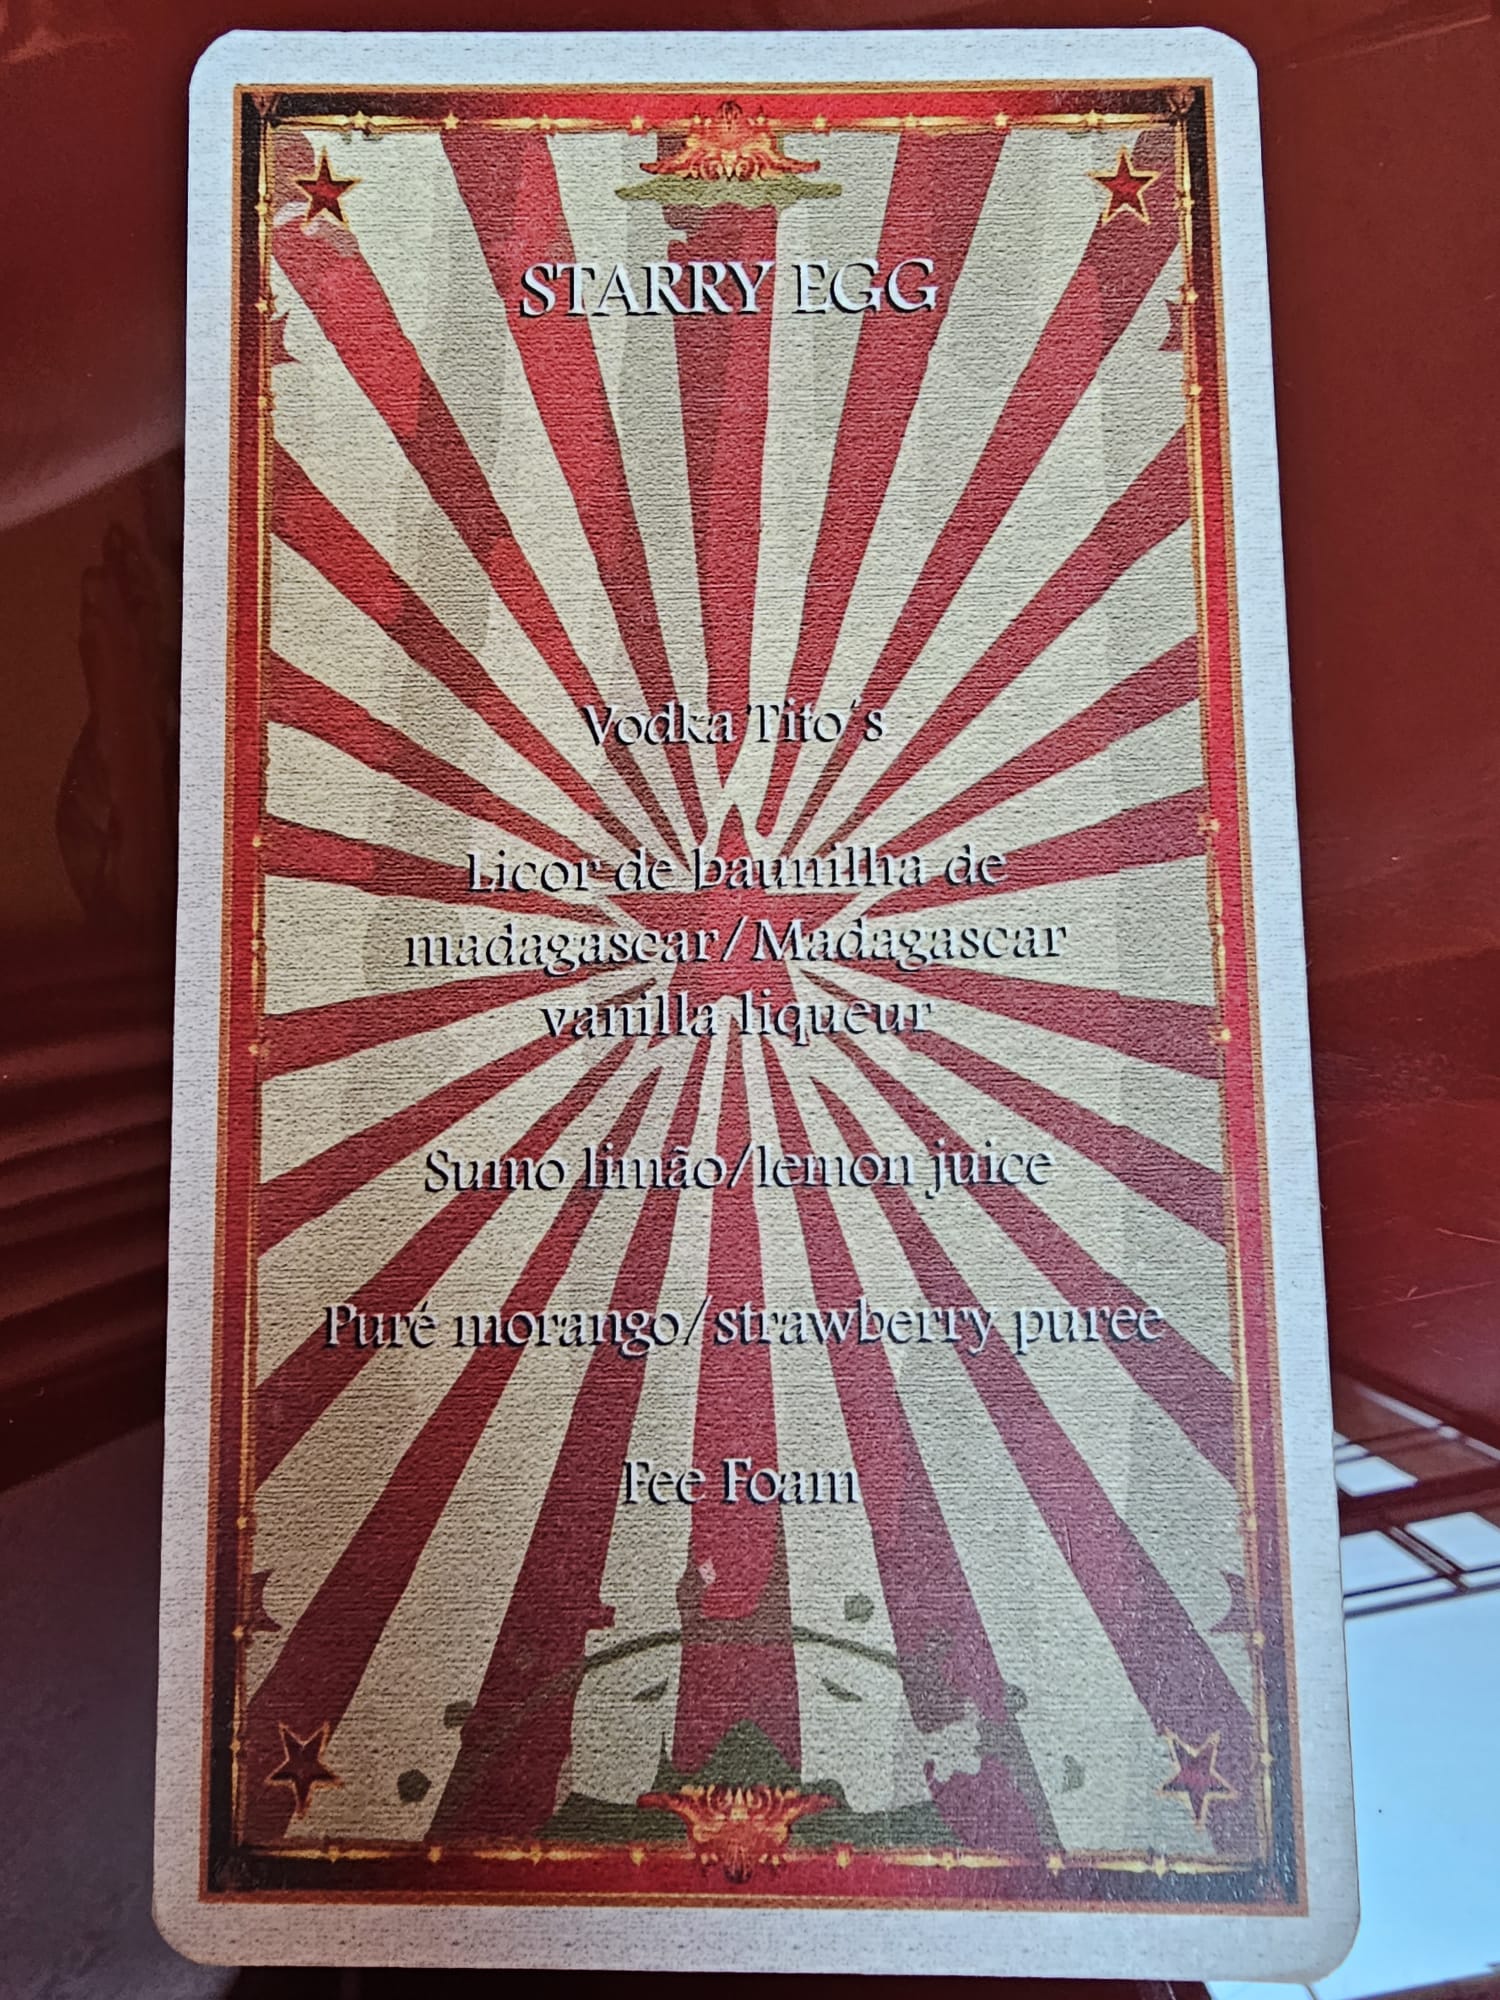 STARRY EGG
Vodka Tito´s
Licor de baunilha de
madagascar/Madagascar
vanilla liqueur
Sumo limão/lemon juice
Puré morango/strawberry puree
Fee Foam